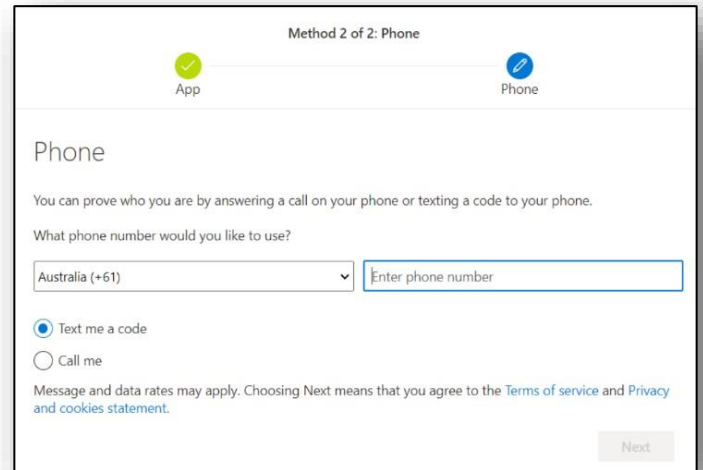 Method 2 of 2: Phone
App
Phone
Phone
You can prove who you are by answering a call on your phone or texting a code to your phone.
What phone number would you like to use?
Australia (+61)
Enter phone number
Text me a code
Call me
Message and data rates may apply. Choosing Next means that you agree to the Terms of service and Privacy
and cookies statement.
Next